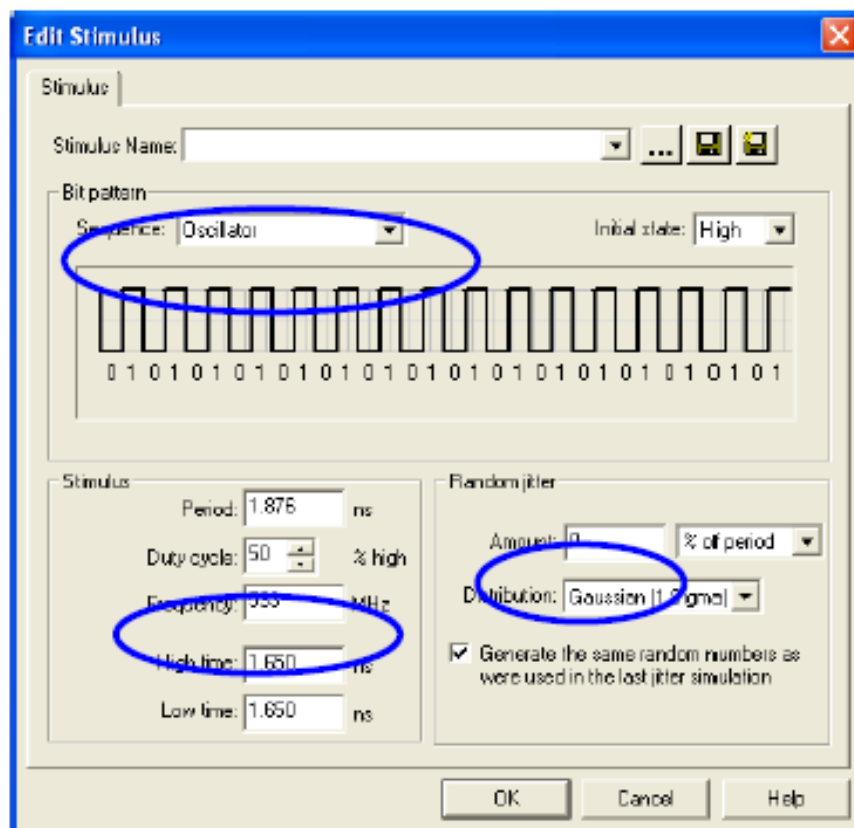 Edit Stimulus
Stimulus
Stimulus Name:
...
Bit pattern
Sequence: Oscillator
Initial state: High
0 1 0 1 0 1 0 1 0 1 0 1 0 1 0 1 0 1 0 1 0 1 0 1 0 1 0 1 0 1 0 1
Stimulus
Period: 1.876 ns
Duty cycle: 50 % high
Frequency: MHz
High time: 1.650 ns
Low time: 1.650 ns
Random jitter
Amount: 0 % of period
Distribution: Gaussian (1 Sigma)
Generate the same random numbers as
were used in the last jitter simulation
OK
Cancel
Help